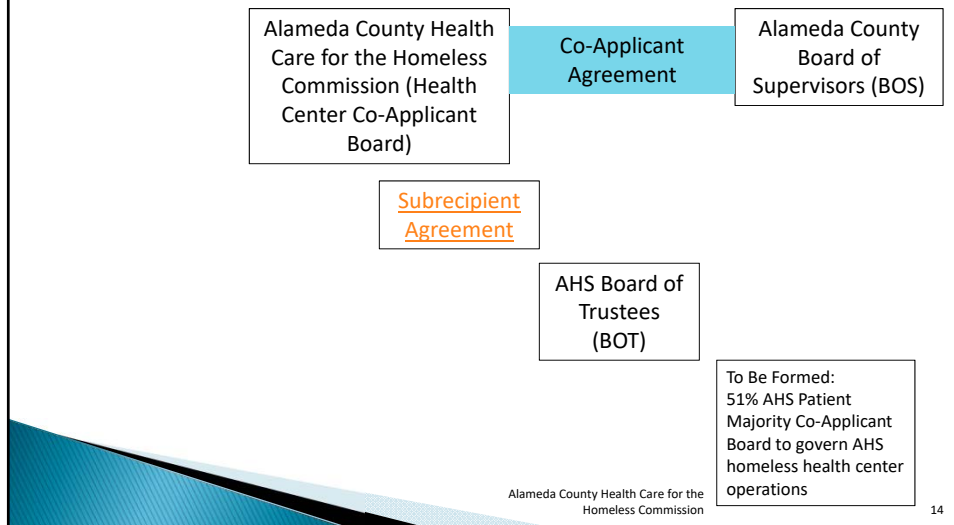 Alameda County Health
Care for the Homeless
Commission (Health
Center Co-Applicant
Board)
Co-Applicant
Agreement
Alameda County
Board of
Supervisors (BOS)
Subrecipient
Agreement
AHS Board of
Trustees
(BOT)
To Be Formed:
51% AHS Patient
Majority Co-Applicant
Board to govern AHS
homeless health center
operations
Alameda County Health Care for the
Homeless Commission
14